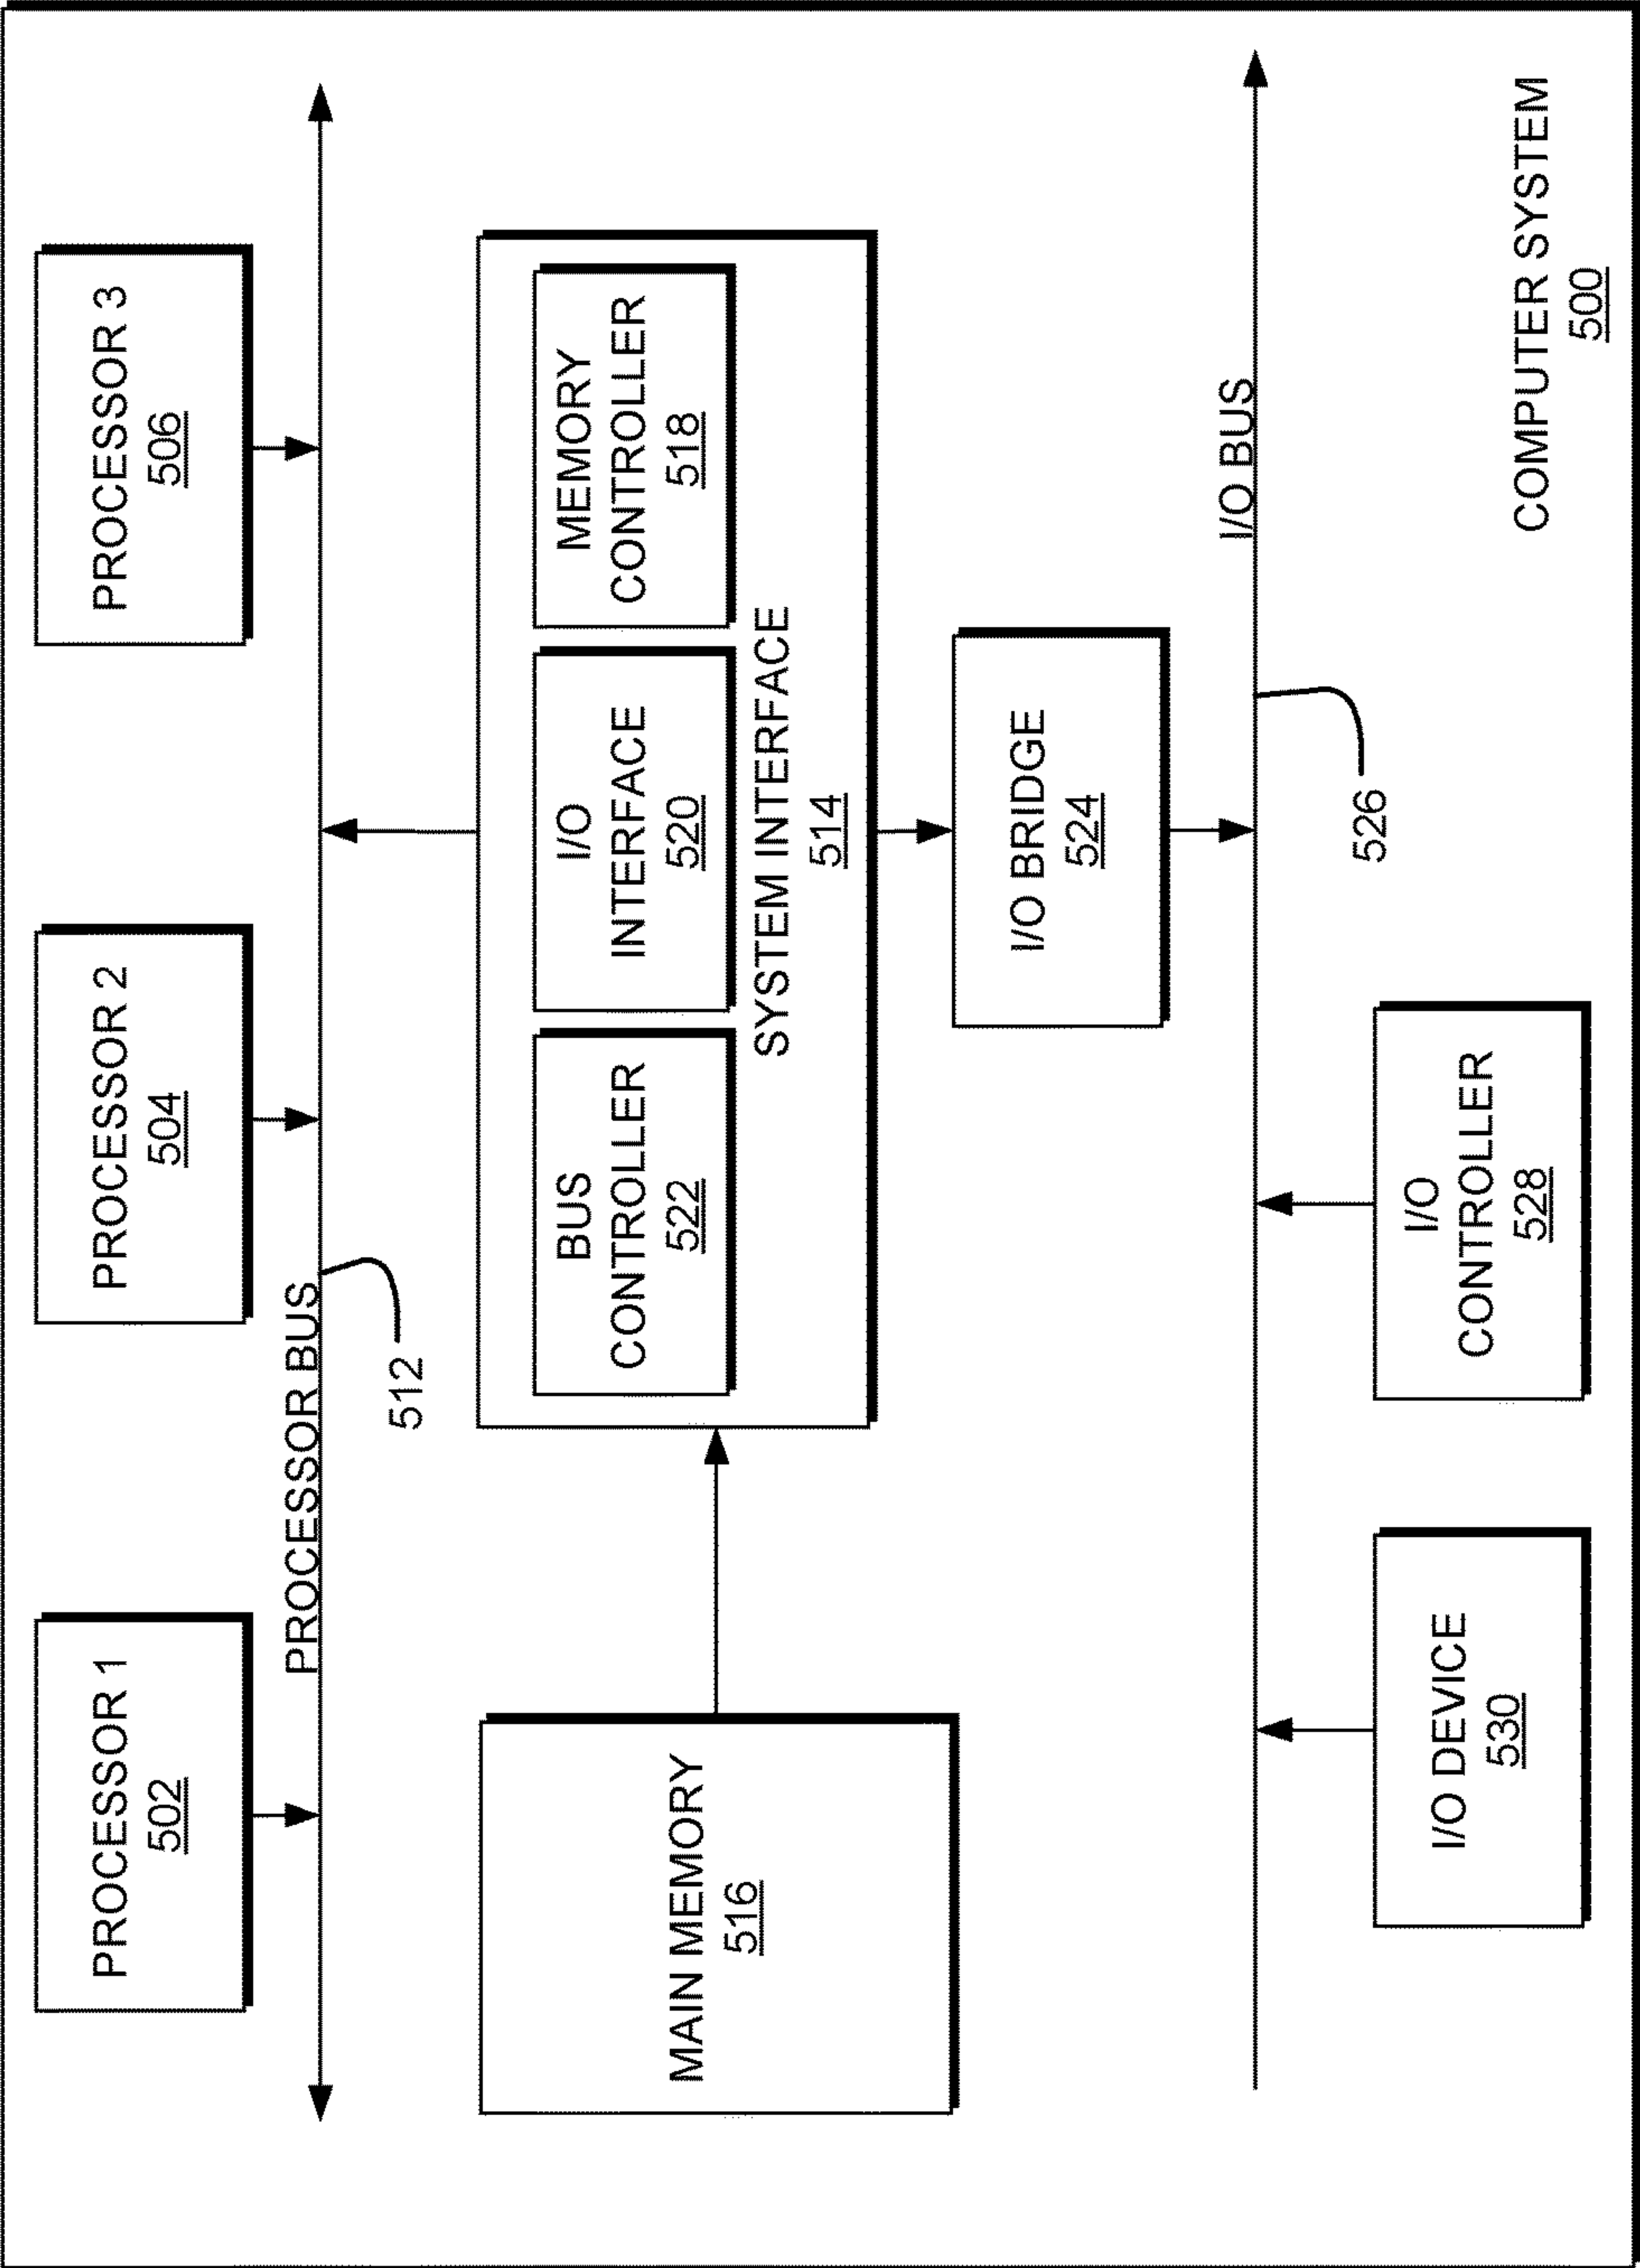 PROCESSOR 1
502
PROCESSOR 2
504
PROCESSOR 3
506
PROCESSOR BUS
512
MAIN MEMORY
516
BUS
CONTROLLER
522
I/O
INTERFACE
520
MEMORY
CONTROLLER
518
SYSTEM INTERFACE
514
I/O BRIDGE
524
I/O BUS
526
I/O DEVICE
530
I/O
CONTROLLER
528
COMPUTER SYSTEM
500